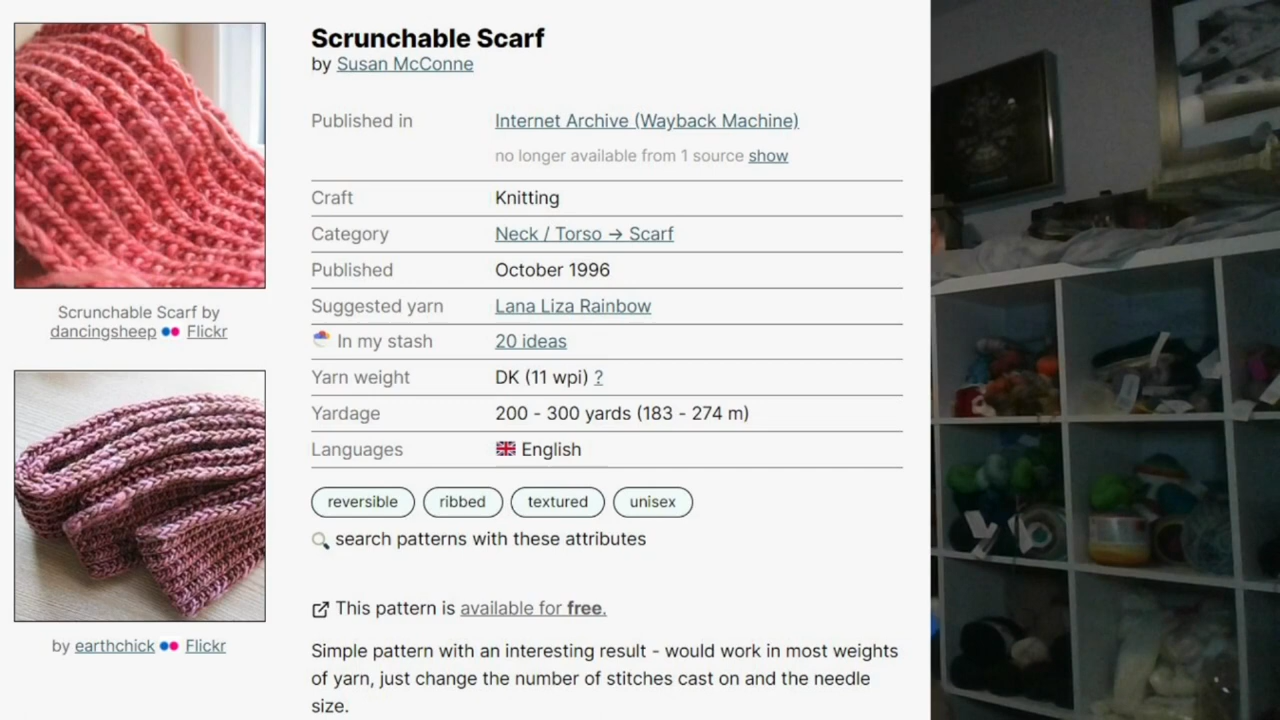 Scrunchable Scarf
by Susan McConne
Published in Internet Archive (Wayback Machine)
no longer available from 1 source show
Craft Knitting
Category Neck / Torso → Scarf
Published October 1996
Suggested yarn Lana Liza Rainbow
In my stash 20 ideas
Yarn weight DK (11 wpi) ?
Yardage 200 - 300 yards (183 - 274 m)
Languages English
reversible ribbed textured unisex
search patterns with these attributes
This pattern is available for free.
Simple pattern with an interesting result - would work in most weights
of yarn, just change the number of stitches cast on and the needle
size.
Scrunchable Scarf by
dancingsheep Flickr
by earthchick Flickr